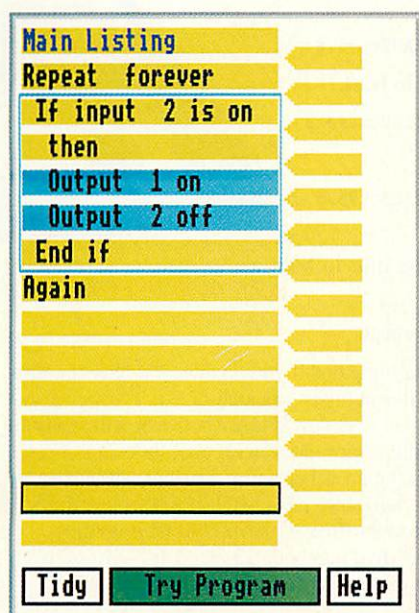 Main Listing
Repeat forever
If input 2 is on
then
Output 1 on
Output 2 off
End if
Again
Tidy Try Program Help